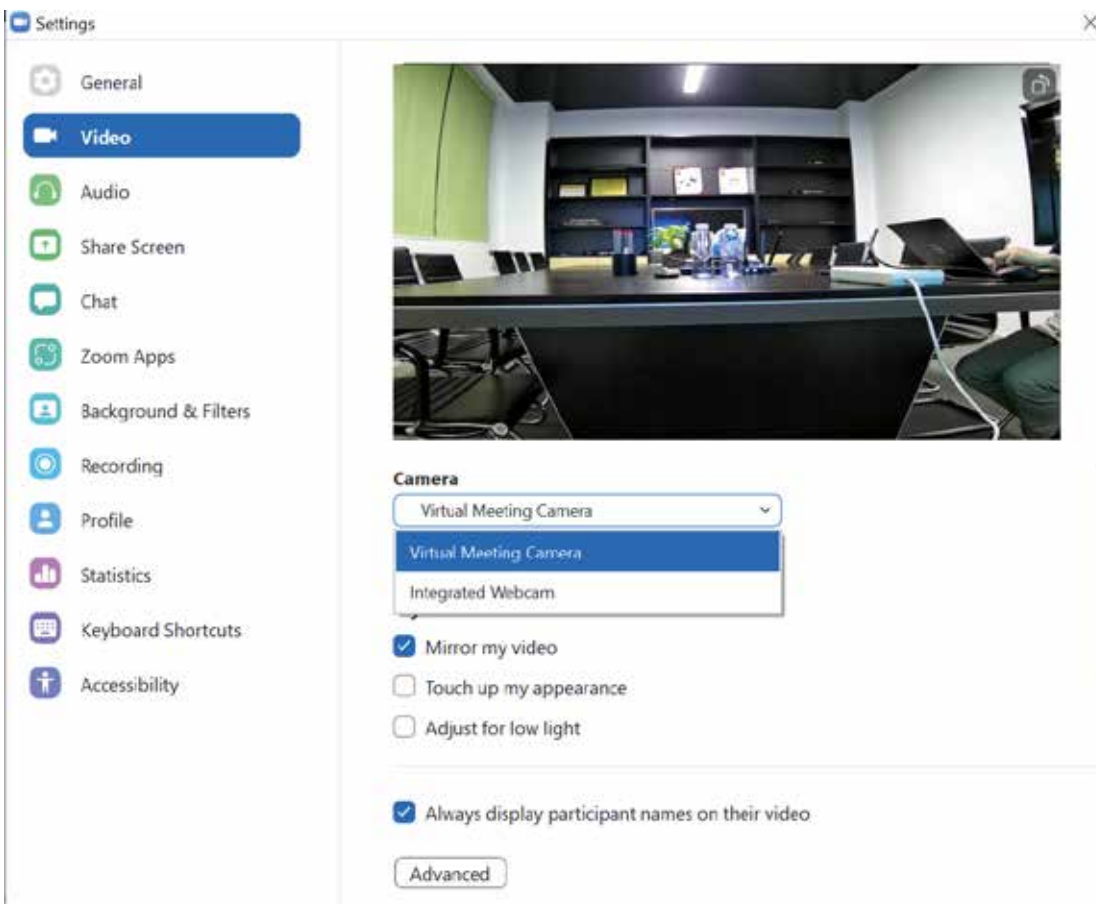 Settings
General
Video
Audio
Share Screen
Chat
Zoom Apps
Background & Filters
Recording
Profile
Statistics
Keyboard Shortcuts
Accessibility
Camera
Virtual Meeting Camera
Virtual Meeting Camera
Integrated Webcam
Mirror my video
Touch up my appearance
Adjust for low light
Always display participant names on their video
Advanced